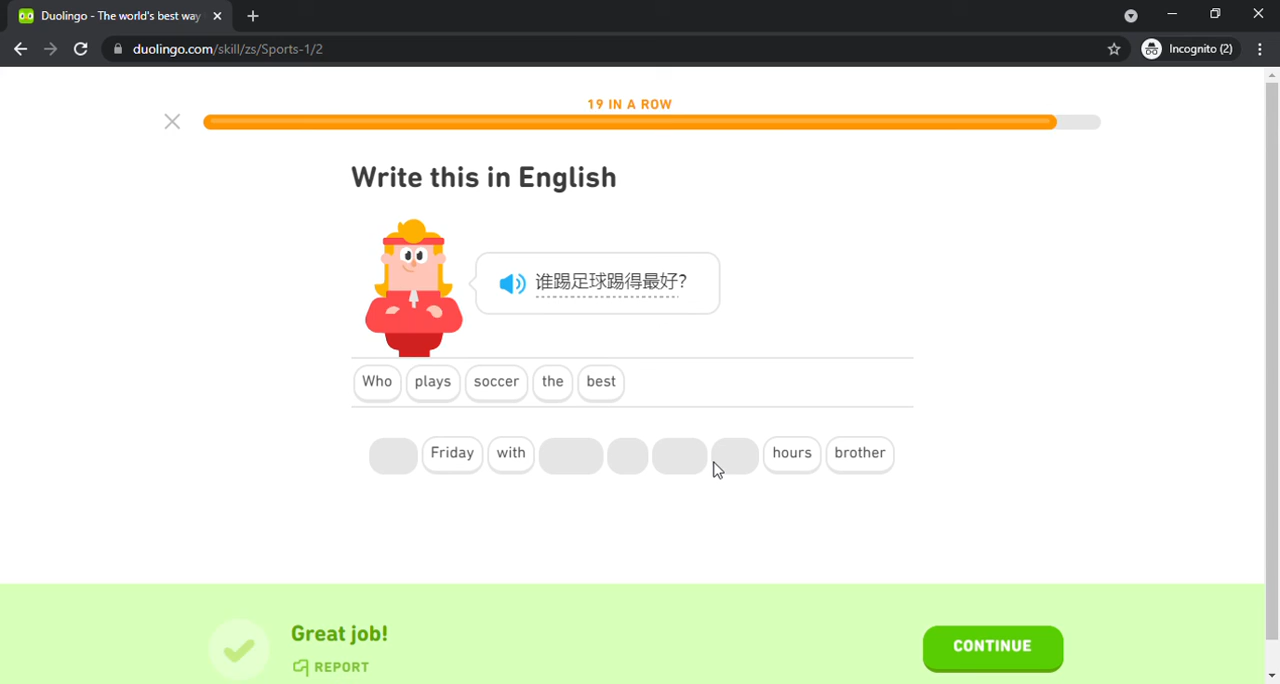 Duolingo - The world's best way
duolingo.com/skill/zs/Sports-1/2
Incognito (2)
19 IN A ROW
Write this in English
谁踢足球踢得最好?
Who plays soccer the best
Friday with hours brother
Great job!
REPORT
CONTINUE